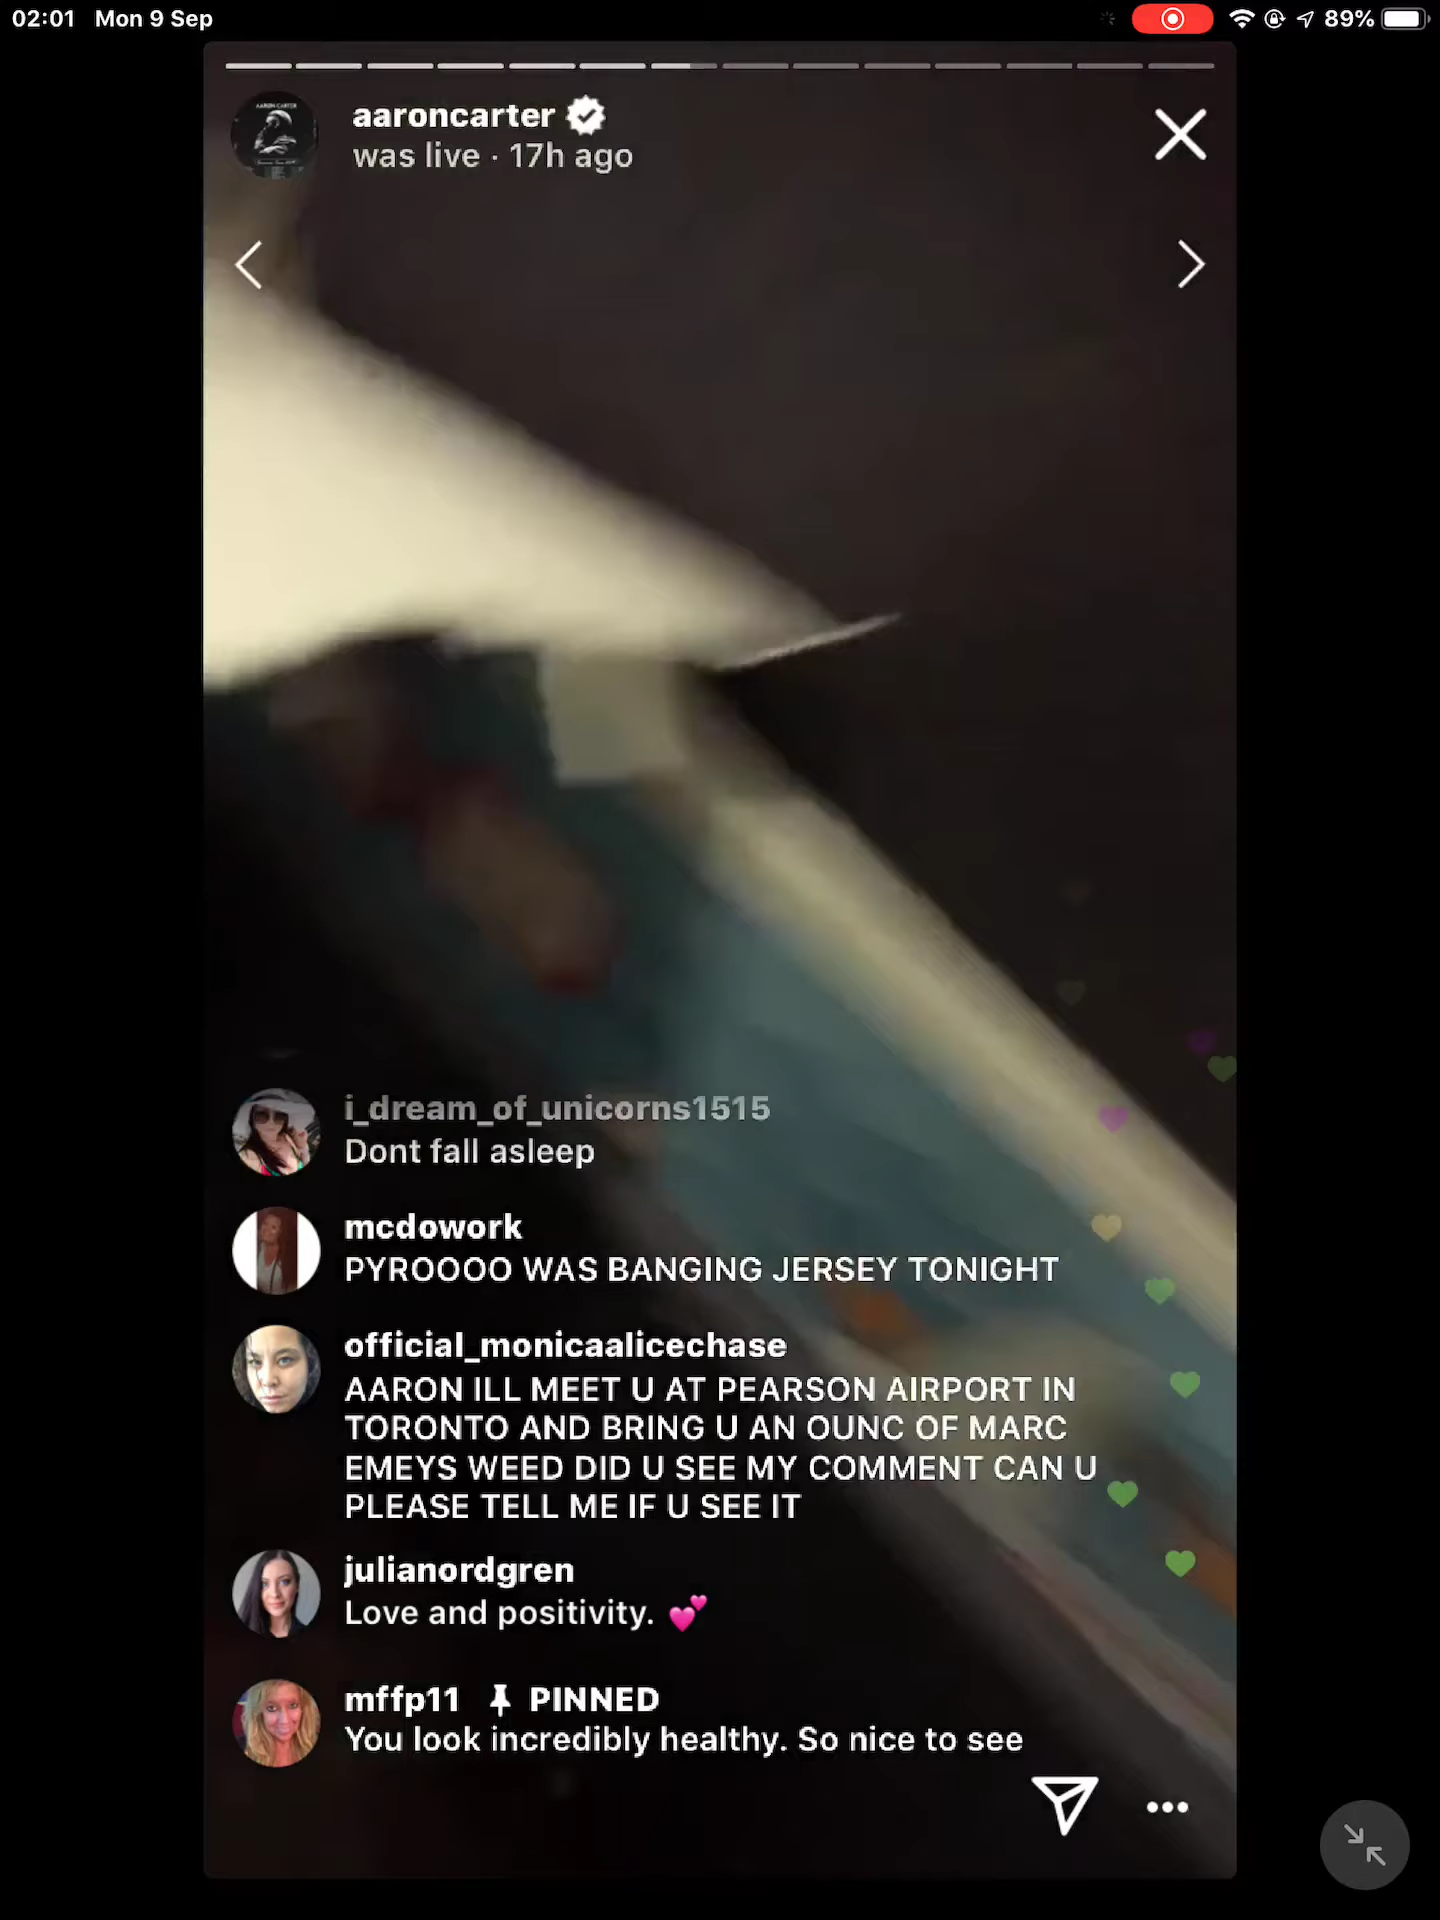 02:01 Mon 9 Sep
89%
aaroncarter
was live · 17h ago
i_dream_of_unicorns1515
Dont fall asleep
mcdowork
PYROOOO WAS BANGING JERSEY TONIGHT
official_monicaalicechase
AARON ILL MEET U AT PEARSON AIRPORT IN
TORONTO AND BRING U AN OUNC OF MARC
EMEYS WEED DID U SEE MY COMMENT CAN U
PLEASE TELL ME IF U SEE IT
julianordgren
Love and positivity. 💕
mffp11 PINNED
You look incredibly healthy. So nice to see